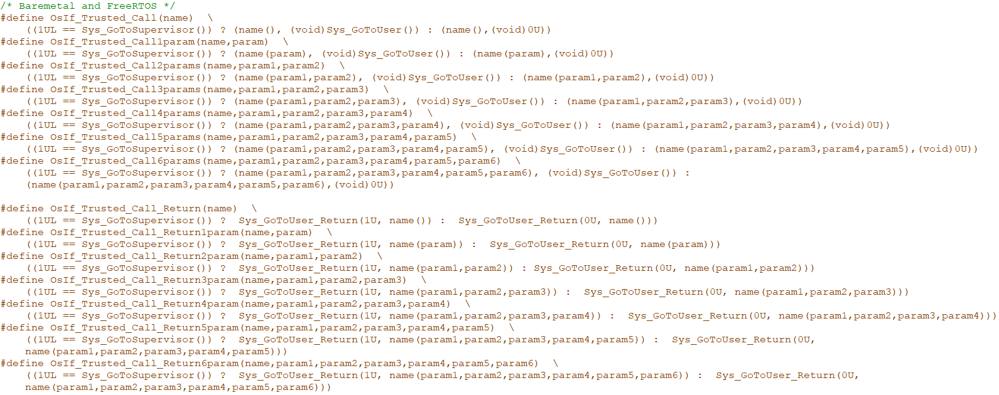 /* Baremetal and FreeRTOS */
#define OsIf_Trusted_Call(name)  \
    ((1UL == Sys_GoToSupervisor()) ? (name(), (void)Sys_GoToUser()) : (name(),(void)0U))
#define OsIf_Trusted_Call1param(name,param)  \
    ((1UL == Sys_GoToSupervisor()) ? (name(param), (void)Sys_GoToUser()) : (name(param),(void)0U))
#define OsIf_Trusted_Call2params(name,param1,param2)  \
    ((1UL == Sys_GoToSupervisor()) ? (name(param1,param2), (void)Sys_GoToUser()) : (name(param1,param2),(void)0U))
#define OsIf_Trusted_Call3params(name,param1,param2,param3)  \
    ((1UL == Sys_GoToSupervisor()) ? (name(param1,param2,param3), (void)Sys_GoToUser()) : (name(param1,param2,param3),(void)0U))
#define OsIf_Trusted_Call4params(name,param1,param2,param3,param4)  \
    ((1UL == Sys_GoToSupervisor()) ? (name(param1,param2,param3,param4), (void)Sys_GoToUser()) : (name(param1,param2,param3,param4),(void)0U))
#define OsIf_Trusted_Call5params(name,param1,param2,param3,param4,param5)  \
    ((1UL == Sys_GoToSupervisor()) ? (name(param1,param2,param3,param4,param5), (void)Sys_GoToUser()) : (name(param1,param2,param3,param4,param5),(void)0U))
#define OsIf_Trusted_Call6params(name,param1,param2,param3,param4,param5,param6)  \
    ((1UL == Sys_GoToSupervisor()) ? (name(param1,param2,param3,param4,param5,param6), (void)Sys_GoToUser()) :
    (name(param1,param2,param3,param4,param5,param6),(void)0U))

#define OsIf_Trusted_Call_Return(name)  \
    ((1UL == Sys_GoToSupervisor()) ?  Sys_GoToUser_Return(1U, name()) :  Sys_GoToUser_Return(0U, name()))
#define OsIf_Trusted_Call_Return1param(name,param)  \
    ((1UL == Sys_GoToSupervisor()) ?  Sys_GoToUser_Return(1U, name(param)) :  Sys_GoToUser_Return(0U, name(param)))
#define OsIf_Trusted_Call_Return2param(name,param1,param2)  \
    ((1UL == Sys_GoToSupervisor()) ?  Sys_GoToUser_Return(1U, name(param1,param2)) : Sys_GoToUser_Return(0U, name(param1,param2)))
#define OsIf_Trusted_Call_Return3param(name,param1,param2,param3)  \
    ((1UL == Sys_GoToSupervisor()) ?  Sys_GoToUser_Return(1U, name(param1,param2,param3)) :  Sys_GoToUser_Return(0U, name(param1,param2,param3)))
#define OsIf_Trusted_Call_Return4param(name,param1,param2,param3,param4)  \
    ((1UL == Sys_GoToSupervisor()) ?  Sys_GoToUser_Return(1U, name(param1,param2,param3,param4)) :  Sys_GoToUser_Return(0U, name(param1,param2,param3,param4)))
#define OsIf_Trusted_Call_Return5param(name,param1,param2,param3,param4,param5)  \
    ((1UL == Sys_GoToSupervisor()) ?  Sys_GoToUser_Return(1U, name(param1,param2,param3,param4,param5)) :  Sys_GoToUser_Return(0U,
    name(param1,param2,param3,param4,param5)))
#define OsIf_Trusted_Call_Return6param(name,param1,param2,param3,param4,param5,param6)  \
    ((1UL == Sys_GoToSupervisor()) ?  Sys_GoToUser_Return(1U, name(param1,param2,param3,param4,param5,param6)) :  Sys_GoToUser_Return(0U,
    name(param1,param2,param3,param4,param5,param6)))